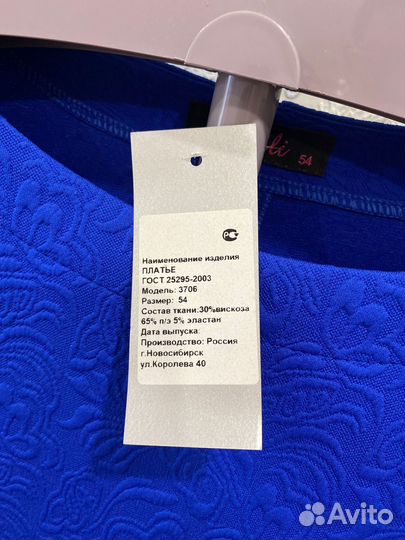 54
Наименование изделия
ПЛАТЬЕ
ГОСТ 25295-2003
Модель: 3706
Размер: 54
Состав ткани:30%вискоза
65% п/э 5% эластан
Дата выпуска:
Производство: Россия
г.Новосибирск
ул.Королева 40
Avito